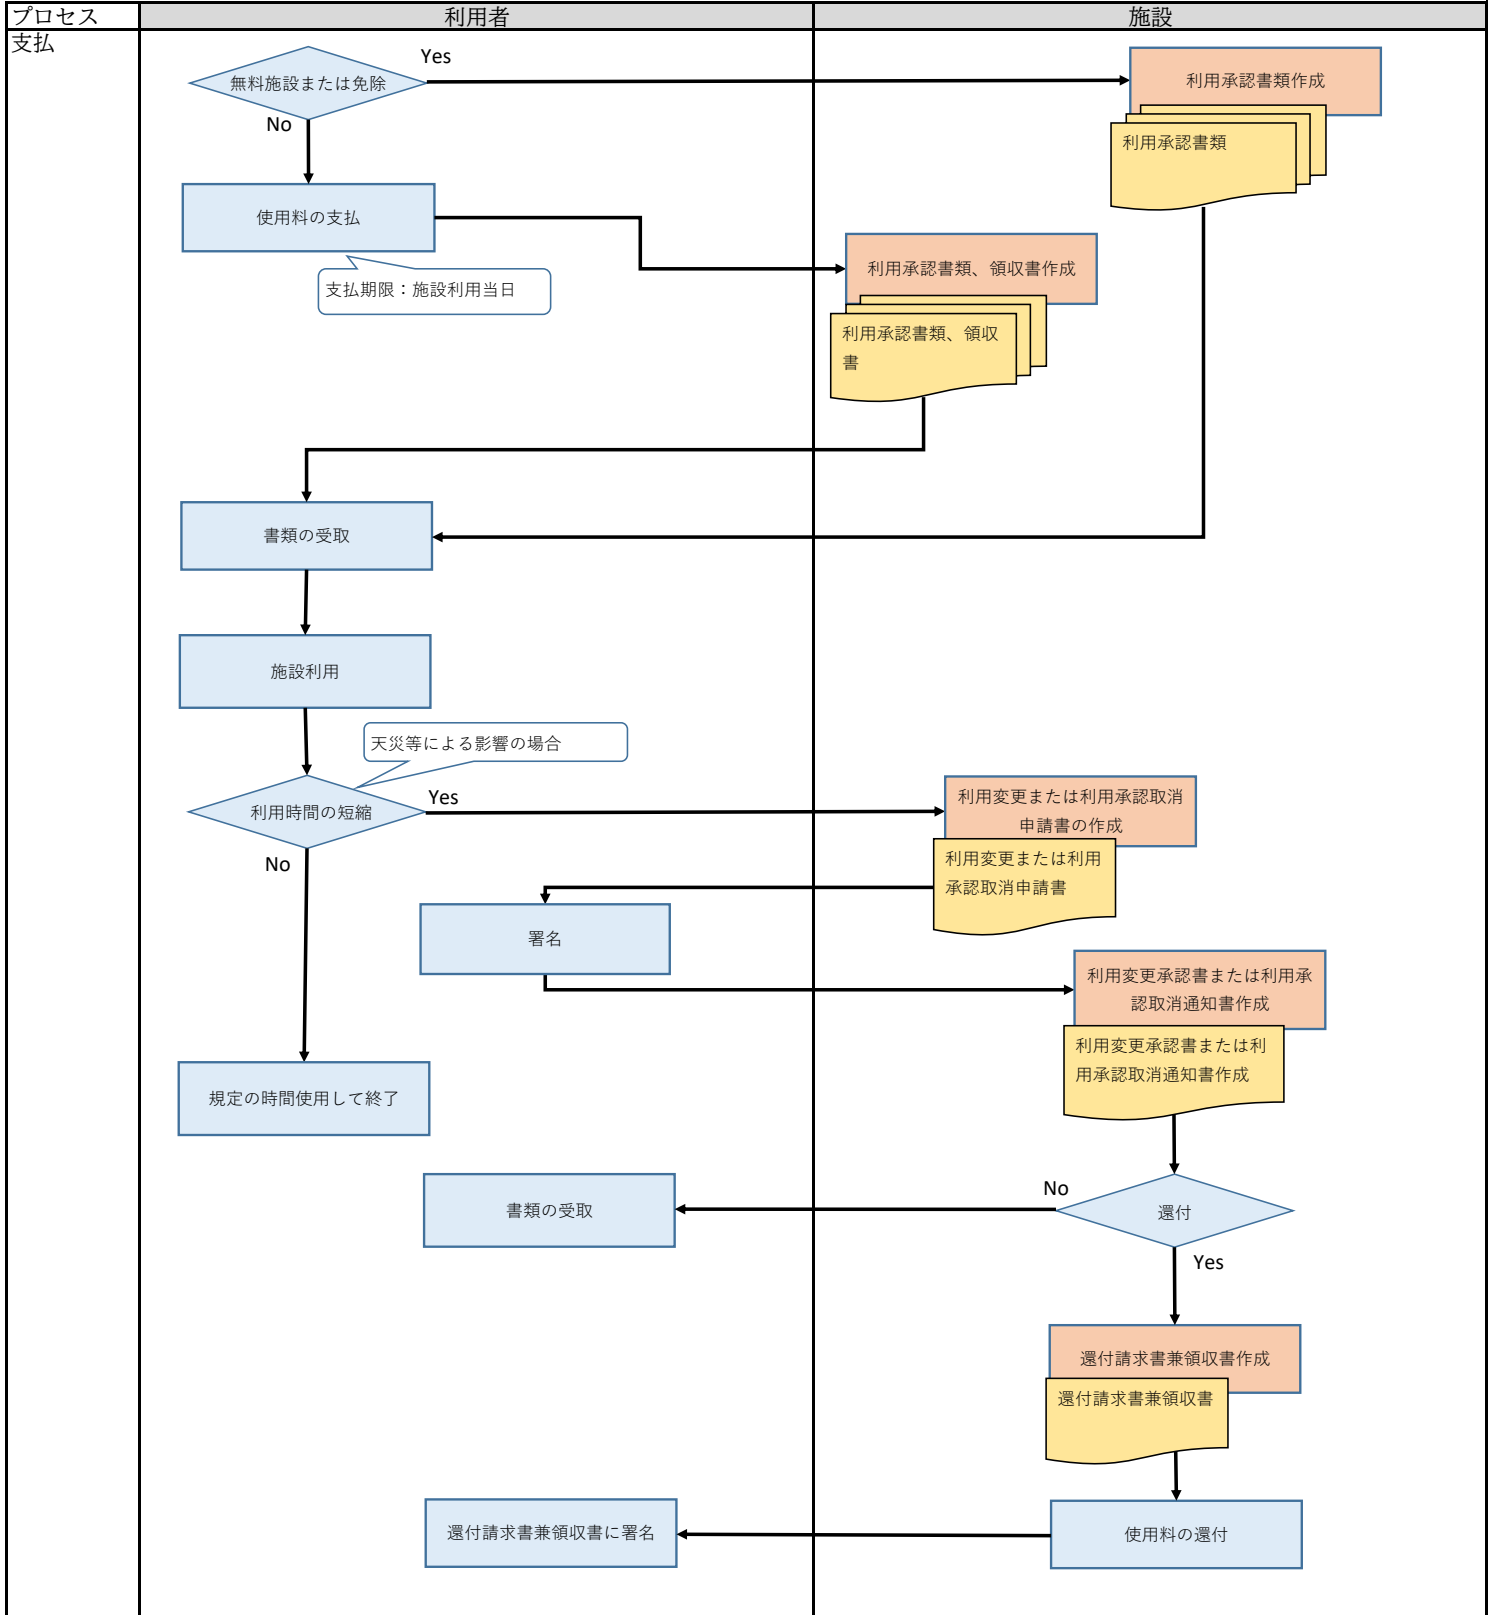 プロセス
利用者
施設
支払
Yes
無料施設または免除
利用承認書類作成
No
利用承認書類
使用料の支払
支払期限：施設利用当日
利用承認書類、領収書作成
利用承認書類、領収
書
書類の受取
施設利用
天災等による影響の場合
利用時間の短縮
Yes
利用変更または利用承認取消
申請書の作成
No
利用変更または利用
承認取消申請書
署名
利用変更承認書または利用承
認取消通知書作成
利用変更承認書または利
用承認取消通知書作成
規定の時間使用して終了
No
書類の受取
還付
Yes
還付請求書兼領収書作成
還付請求書兼領収書
還付請求書兼領収書に署名
使用料の還付